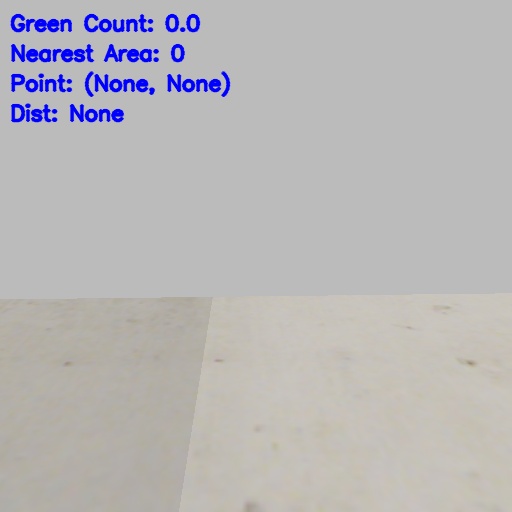 Green Count: 0.0
Nearest Area: 0
Point: (None, None)
Dist: None